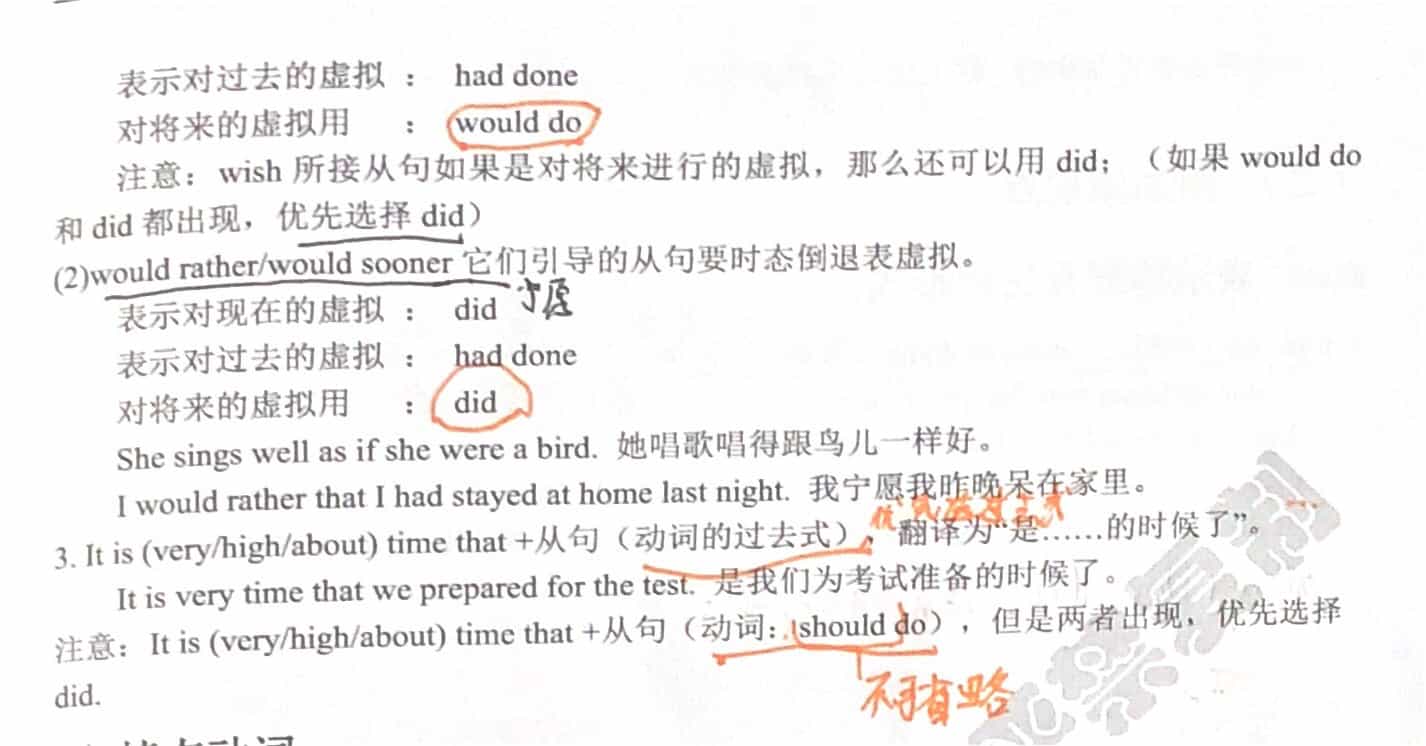 表示对过去的虚拟 ： had done
对将来的虚拟用 ： would do
注意：wish 所接从句如果是对将来进行的虚拟，那么还可以用 did；（如果 would do
和 did 都出现，优先选择 did）
(2)would rather/would sooner 它们引导的从句要时态倒退表虚拟。
表示对现在的虚拟 ： did
表示对过去的虚拟 ： had done
对将来的虚拟用 ： did
She sings well as if she were a bird. 她唱歌唱得跟鸟儿一样好。
I would rather that I had stayed at home last night. 我宁愿我昨晚呆在家里。
3. It is (very/high/about) time that +从句（动词的过去式），翻译为“是……的时候了”。
It is very time that we prepared for the test. 是我们为考试准备的时候了。
注意：It is (very/high/about) time that +从句（动词：should do），但是两者出现，优先选择
did.
不可省略